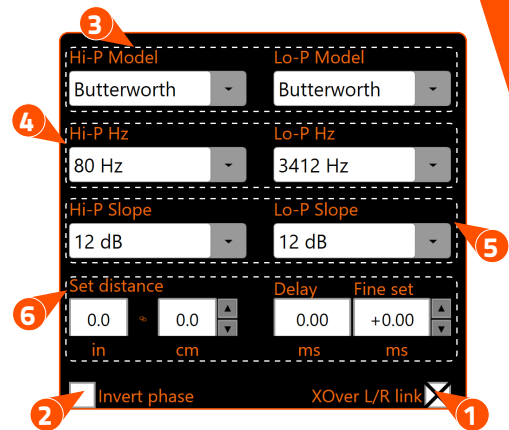 3
Hi-P Model Lo-P Model
Butterworth Butterworth
4
Hi-P Hz Lo-P Hz
80 Hz 3412 Hz
Hi-P Slope Lo-P Slope
12 dB 12 dB
5
Set distance Delay Fine set
6
0.0 0.0 0.00 +0.00
in cm ms ms
Invert phase XOver L/R link
2 1